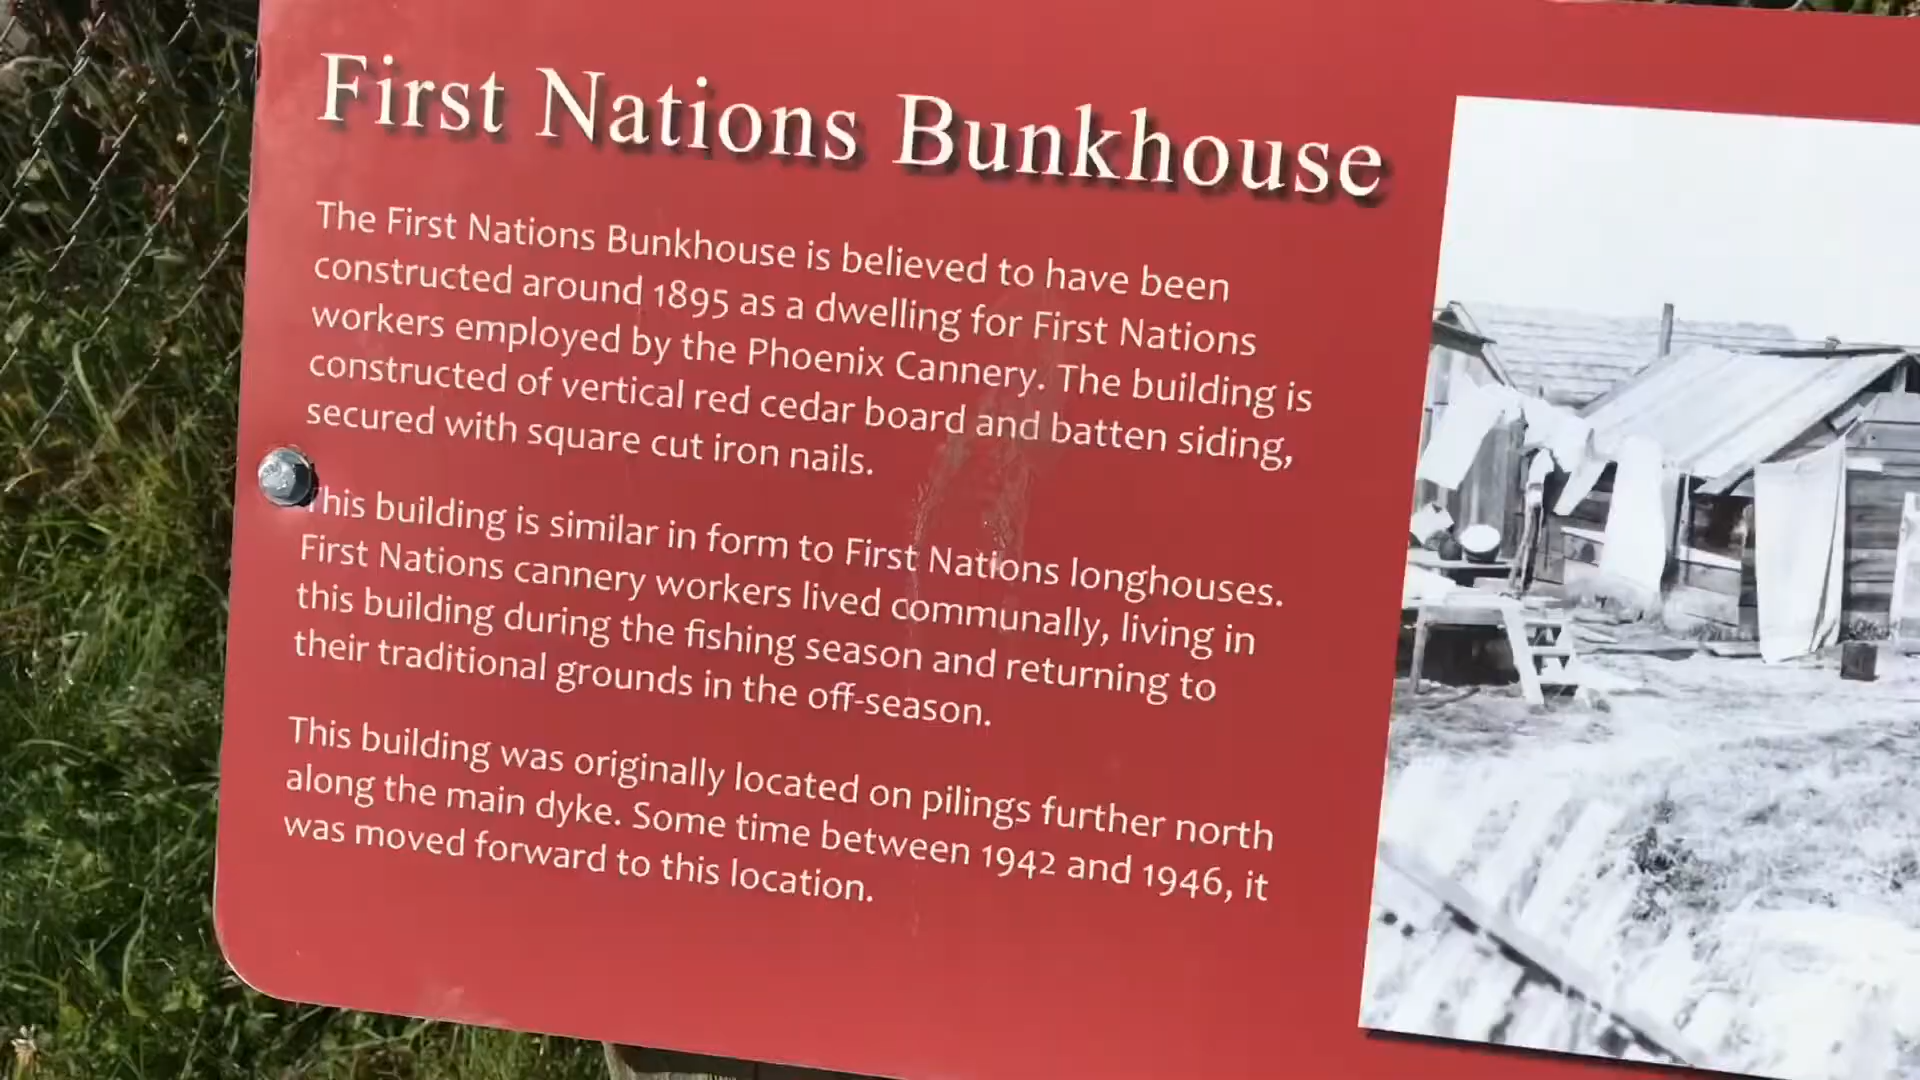 First Nations Bunkhouse
The First Nations Bunkhouse is believed to have been
constructed around 1895 as a dwelling for First Nations
workers employed by the Phoenix Cannery. The building is
constructed of vertical red cedar board and batten siding,
secured with square cut iron nails.
This building is similar in form to First Nations longhouses.
First Nations cannery workers lived communally, living in
this building during the fishing season and returning to
their traditional grounds in the off-season.
This building was originally located on pilings further north
along the main dyke. Some time between 1942 and 1946, it
was moved forward to this location.